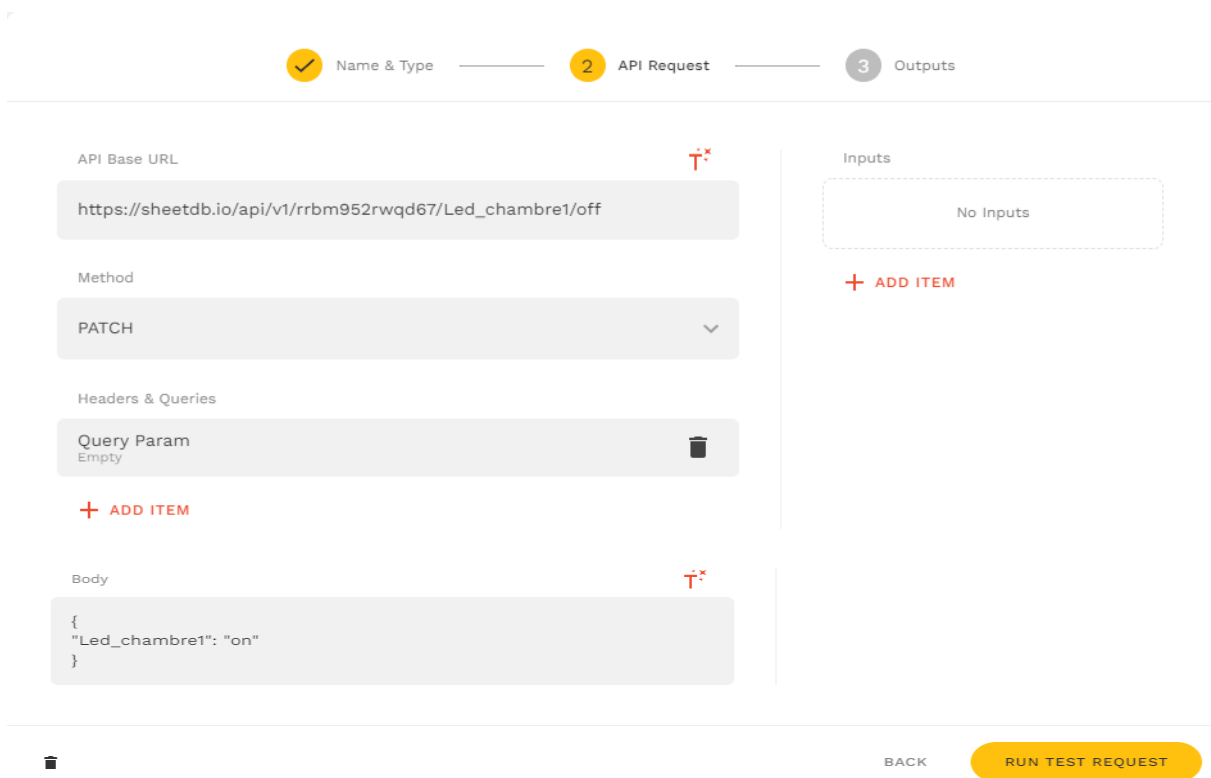 Name & Type
2
API Request
3
Outputs
API Base URL
https://sheetdb.io/api/v1/rrbm952rwqd67/Led_chambre1/off
Method
PATCH
Headers & Queries
Query Param
Empty
+ ADD ITEM
Inputs
No Inputs
+ ADD ITEM
Body
{
"Led_chambre1": "on"
}
BACK
RUN TEST REQUEST